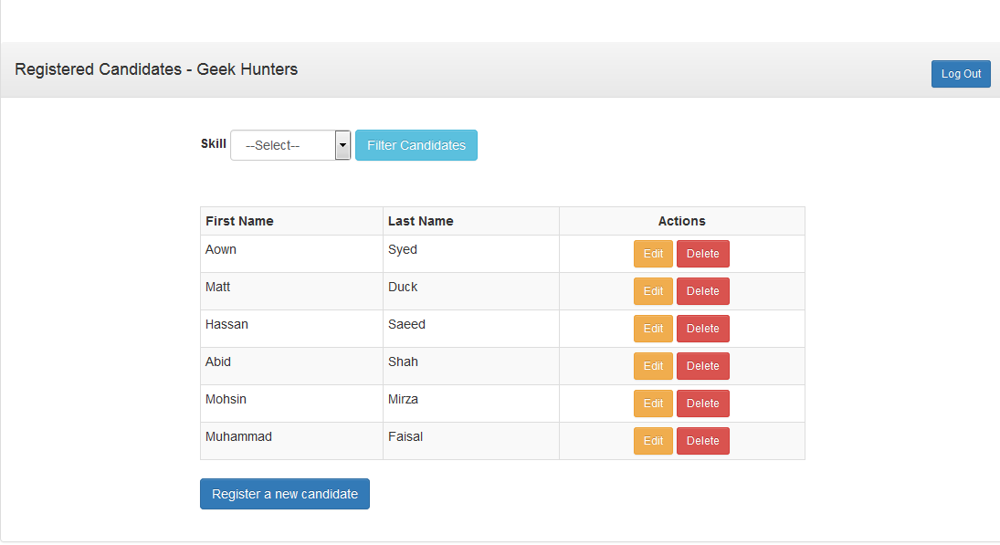 Registered Candidates - Geek Hunters
Log Out
Skill --Select-- Filter Candidates
First Name Last Name Actions
Aown Syed Edit Delete
Matt Duck Edit Delete
Hassan Saeed Edit Delete
Abid Shah Edit Delete
Mohsin Mirza Edit Delete
Muhammad Faisal Edit Delete
Register a new candidate